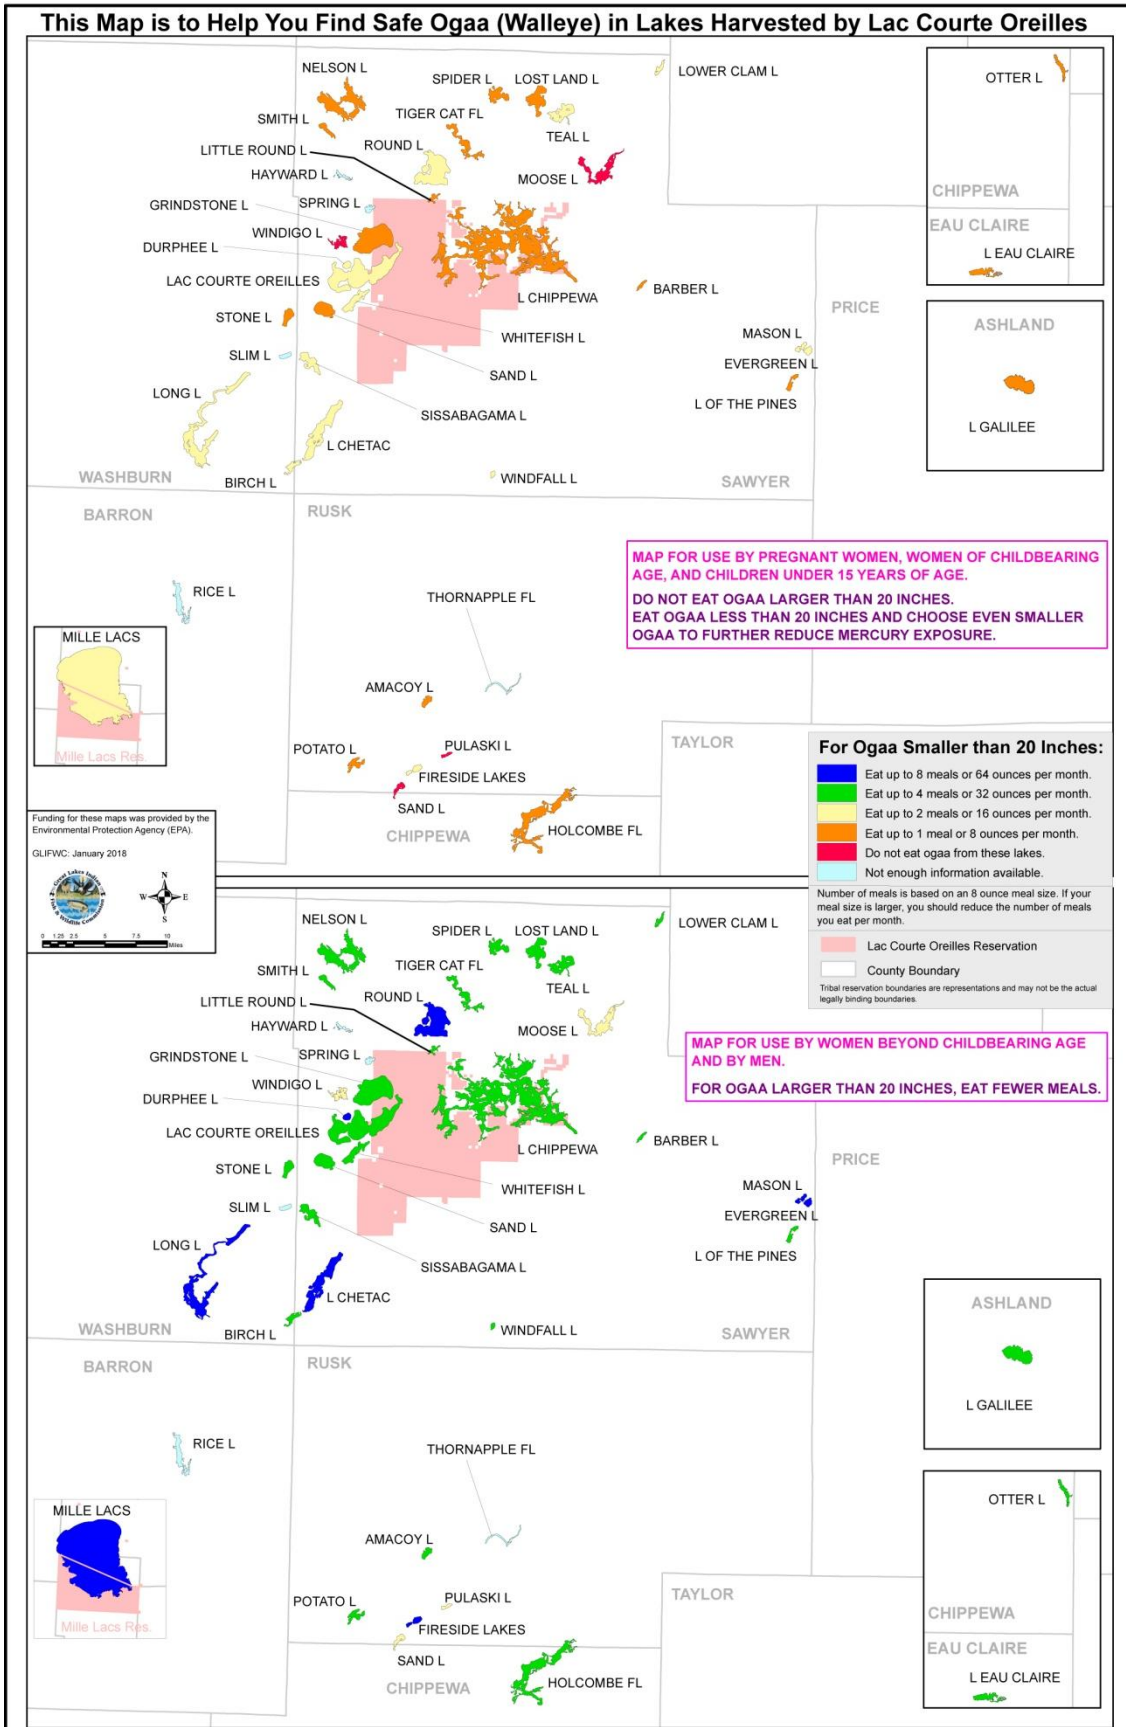 This Map is to Help You Find Safe Ogaa (Walleye) in Lakes Harvested by Lac Courte Oreilles
NELSON L
SPIDER L
LOST LAND L
LOWER CLAM L
OTTER L
SMITH L
TIGER CAT FL
TEAL L
LITTLE ROUND L
ROUND L
HAYWARD L
MOOSE L
CHIPPEWA
GRINDSTONE L
SPRING L
EAU CLAIRE
WINDIGO L
DURPHEE L
L EAU CLAIRE
LAC COURTE OREILLES
BARBER L
L CHIPPEWA
PRICE
STONE L
WHITEFISH L
MASON L
ASHLAND
SLIM L
EVERGREEN L
SAND L
LONG L
L OF THE PINES
SISSABAGAMA L
L GALILEE
L CHETAC
WASHBURN
BIRCH L
WINDFALL L
SAWYER
BARRON
RUSK
MAP FOR USE BY PREGNANT WOMEN, WOMEN OF CHILDBEARING
AGE, AND CHILDREN UNDER 15 YEARS OF AGE.
DO NOT EAT OGAA LARGER THAN 20 INCHES.
EAT OGAA LESS THAN 20 INCHES AND CHOOSE EVEN SMALLER
OGAA TO FURTHER REDUCE MERCURY EXPOSURE.
RICE L
THORNAPPLE FL
MILLE LACS
Mille Lacs Res.
AMACOY L
POTATO L
PULASKI L
FIRESIDE LAKES
TAYLOR
SAND L
CHIPPEWA
HOLCOMBE FL
For Ogaa Smaller than 20 Inches:
Eat up to 8 meals or 64 ounces per month.
Eat up to 4 meals or 32 ounces per month.
Eat up to 2 meals or 16 ounces per month.
Eat up to 1 meal or 8 ounces per month.
Do not eat ogaa from these lakes.
Not enough information available.
Number of meals is based on an 8 ounce meal size. If your
meal size is larger, you should reduce the number of meals
you eat per month.
Lac Courte Oreilles Reservation
County Boundary
Tribal reservation boundaries are representations and may not be the actual
legally binding boundaries.
Funding for these maps was provided by the
Environmental Protection Agency (EPA).
GLIFWC: January 2018
Great Lakes Indian
Fish & Wildlife Commission
N
W E
S
0 1.25 2.5 5 7.5 10
Miles
NELSON L
SPIDER L
LOST LAND L
LOWER CLAM L
SMITH L
TIGER CAT FL
TEAL L
LITTLE ROUND L
ROUND L
HAYWARD L
MOOSE L
MAP FOR USE BY WOMEN BEYOND CHILDBEARING AGE
AND BY MEN.
FOR OGAA LARGER THAN 20 INCHES, EAT FEWER MEALS.
GRINDSTONE L
SPRING L
WINDIGO L
DURPHEE L
LAC COURTE OREILLES
BARBER L
L CHIPPEWA
PRICE
STONE L
WHITEFISH L
MASON L
SLIM L
EVERGREEN L
SAND L
LONG L
L OF THE PINES
SISSABAGAMA L
L CHETAC
ASHLAND
WASHBURN
BIRCH L
WINDFALL L
SAWYER
BARRON
RUSK
L GALILEE
RICE L
THORNAPPLE FL
OTTER L
MILLE LACS
Mille Lacs Res.
AMACOY L
POTATO L
PULASKI L
FIRESIDE LAKES
TAYLOR
CHIPPEWA
EAU CLAIRE
SAND L
L EAU CLAIRE
CHIPPEWA
HOLCOMBE FL